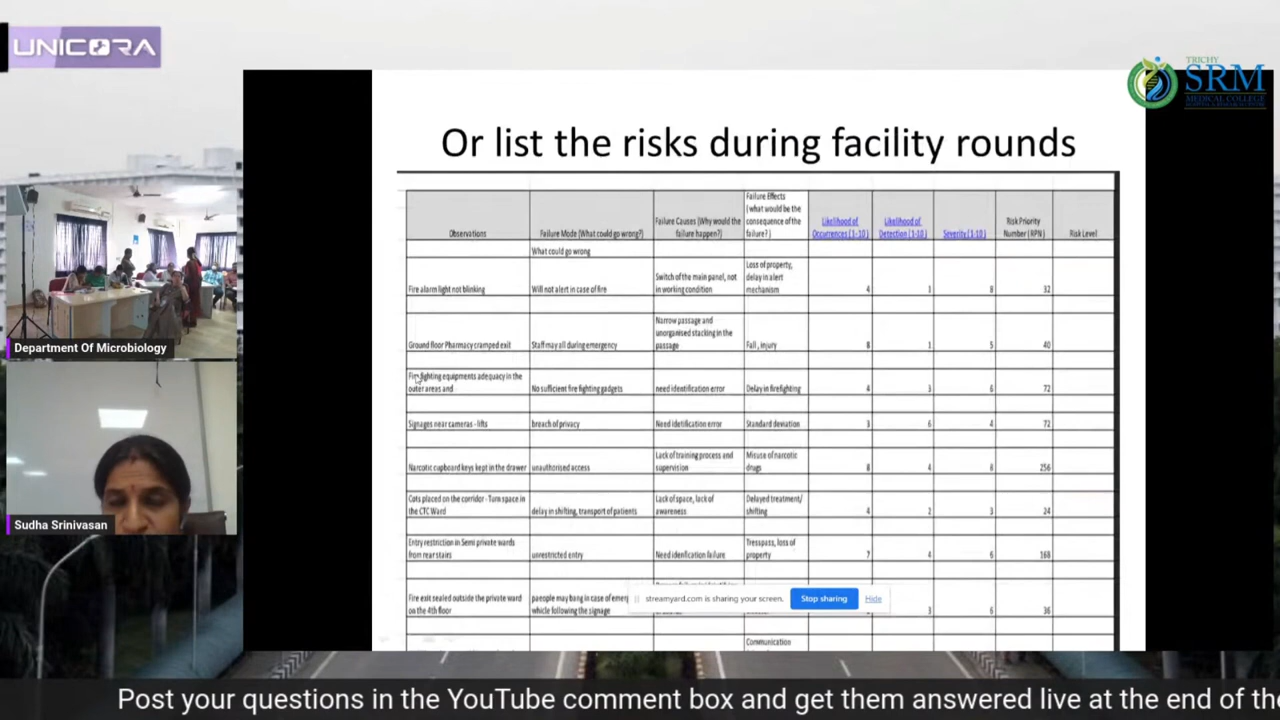 UNICORA
TRICHY
SRM
MEDICAL COLLEGE
Or list the risks during facility rounds
Observations
Failure Mode (What could go wrong?)
Failure Causes (Why would the
failure happen?)
Failure Effects
(what would be the
consequence of the
failure?)
Likelihood of
Occurrences (1-10)
Likelihood of
Detection (1-10)
Severity (1-10)
Risk Priority
Number (RPN)
Risk Level
What could go wrong
Fire alarm light not blinking
Will not alert in case of fire
Switch of the main panel, not
in working condition
Loss of property,
delay in alert
mechanism
4
1
8
32
Ground floor Pharmacy cramped exit
Staff may all during emergency
Narrow passage and
unorganised stacking in the
passage
Fall, injury
8
1
5
40
Fire fighting equipments adequacy in the
outer areas and
No sufficient fire fighting gadgets
need identification error
Delay in firefighting
4
3
6
72
Signages near cameras - lifts
breach of privacy
Standard deviation
3
6
4
72
Narcotic cupboard keys kept in the drawer
unauthorised access
Lack of training process and
supervision
Misuse of narcotic
drugs
8
4
8
256
Cots placed on the corridor - Turn space in
the CTC Ward
delay in shifting, transport of patients
Lack of space, lack of
awareness
Delayed treatment/
shifting
4
2
3
24
Entry restriction in Semi private wards
from rear stairs
unrestricted entry
Tresspass, loss of
property
7
4
6
168
Fire exit sealed outside the private ward
on the 4th floor
paeople may bang in case of emer
whicle following the signage
3
6
36
Communication
streamyard.com is sharing your screen.
Stop sharing
Hide
Department Of Microbiology
Sudha Srinivasan
Post your questions in the YouTube comment box and get them answered live at the end of th